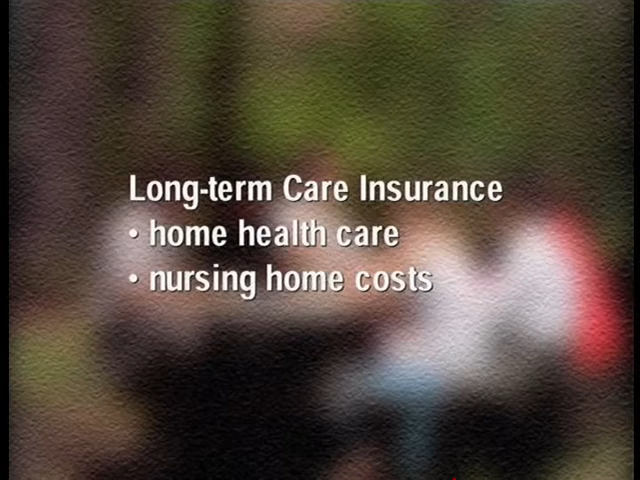 Long-term Care Insurance
• home health care
• nursing home costs